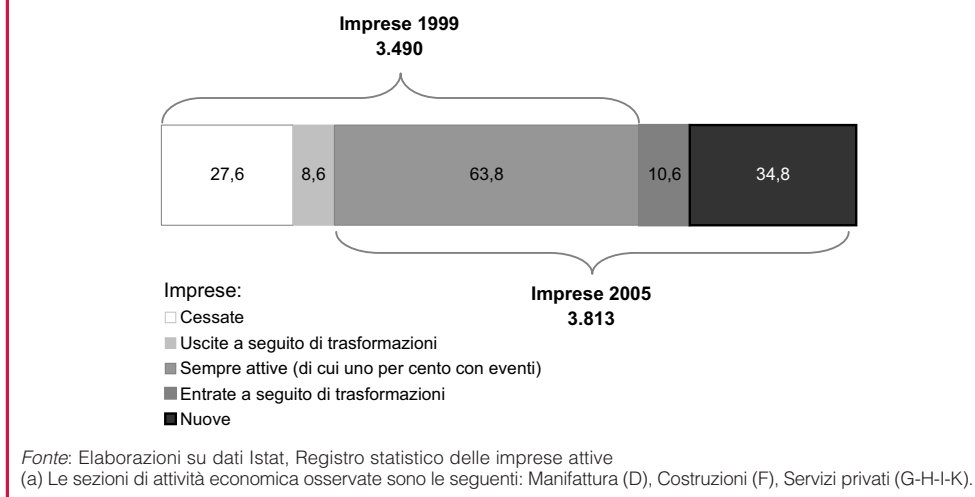 Imprese 1999
3.490
27,6
8,6
63,8
10,6
34,8
Imprese 2005
3.813
Imprese:
Cessate
Uscite a seguito di trasformazioni
Sempre attive (di cui uno per cento con eventi)
Entrate a seguito di trasformazioni
Nuove
Fonte: Elaborazioni su dati Istat, Registro statistico delle imprese attive
(a) Le sezioni di attività economica osservate sono le seguenti: Manifattura (D), Costruzioni (F), Servizi privati (G-H-I-K).